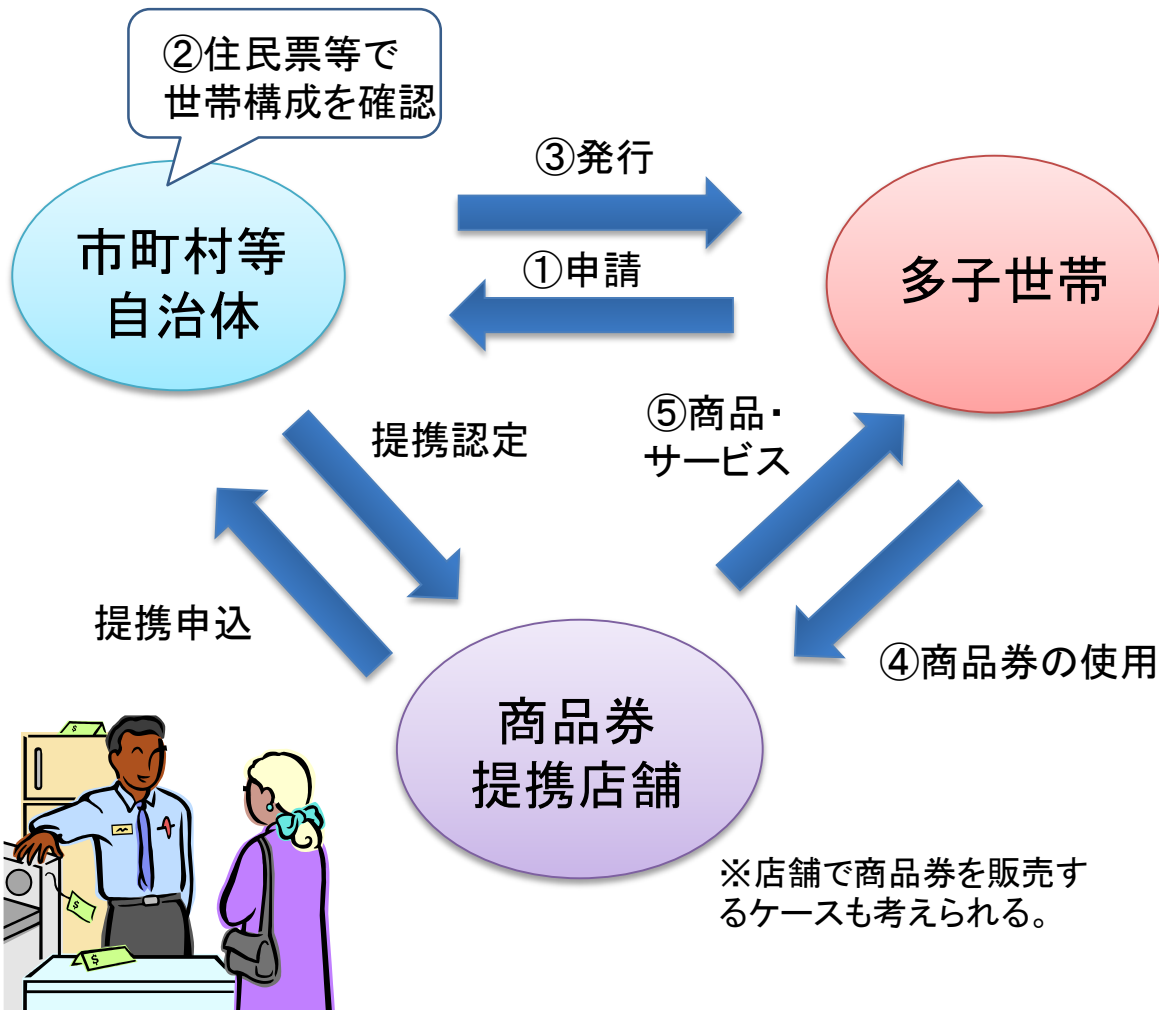 ②住民票等で
世帯構成を確認
③発行
市町村等
自治体
①申請
多子世帯
提携認定
⑤商品・
サービス
提携申込
④商品券の使用
商品券
提携店舗
※店舗で商品券を販売す
るケースも考えられる。
$
$
$